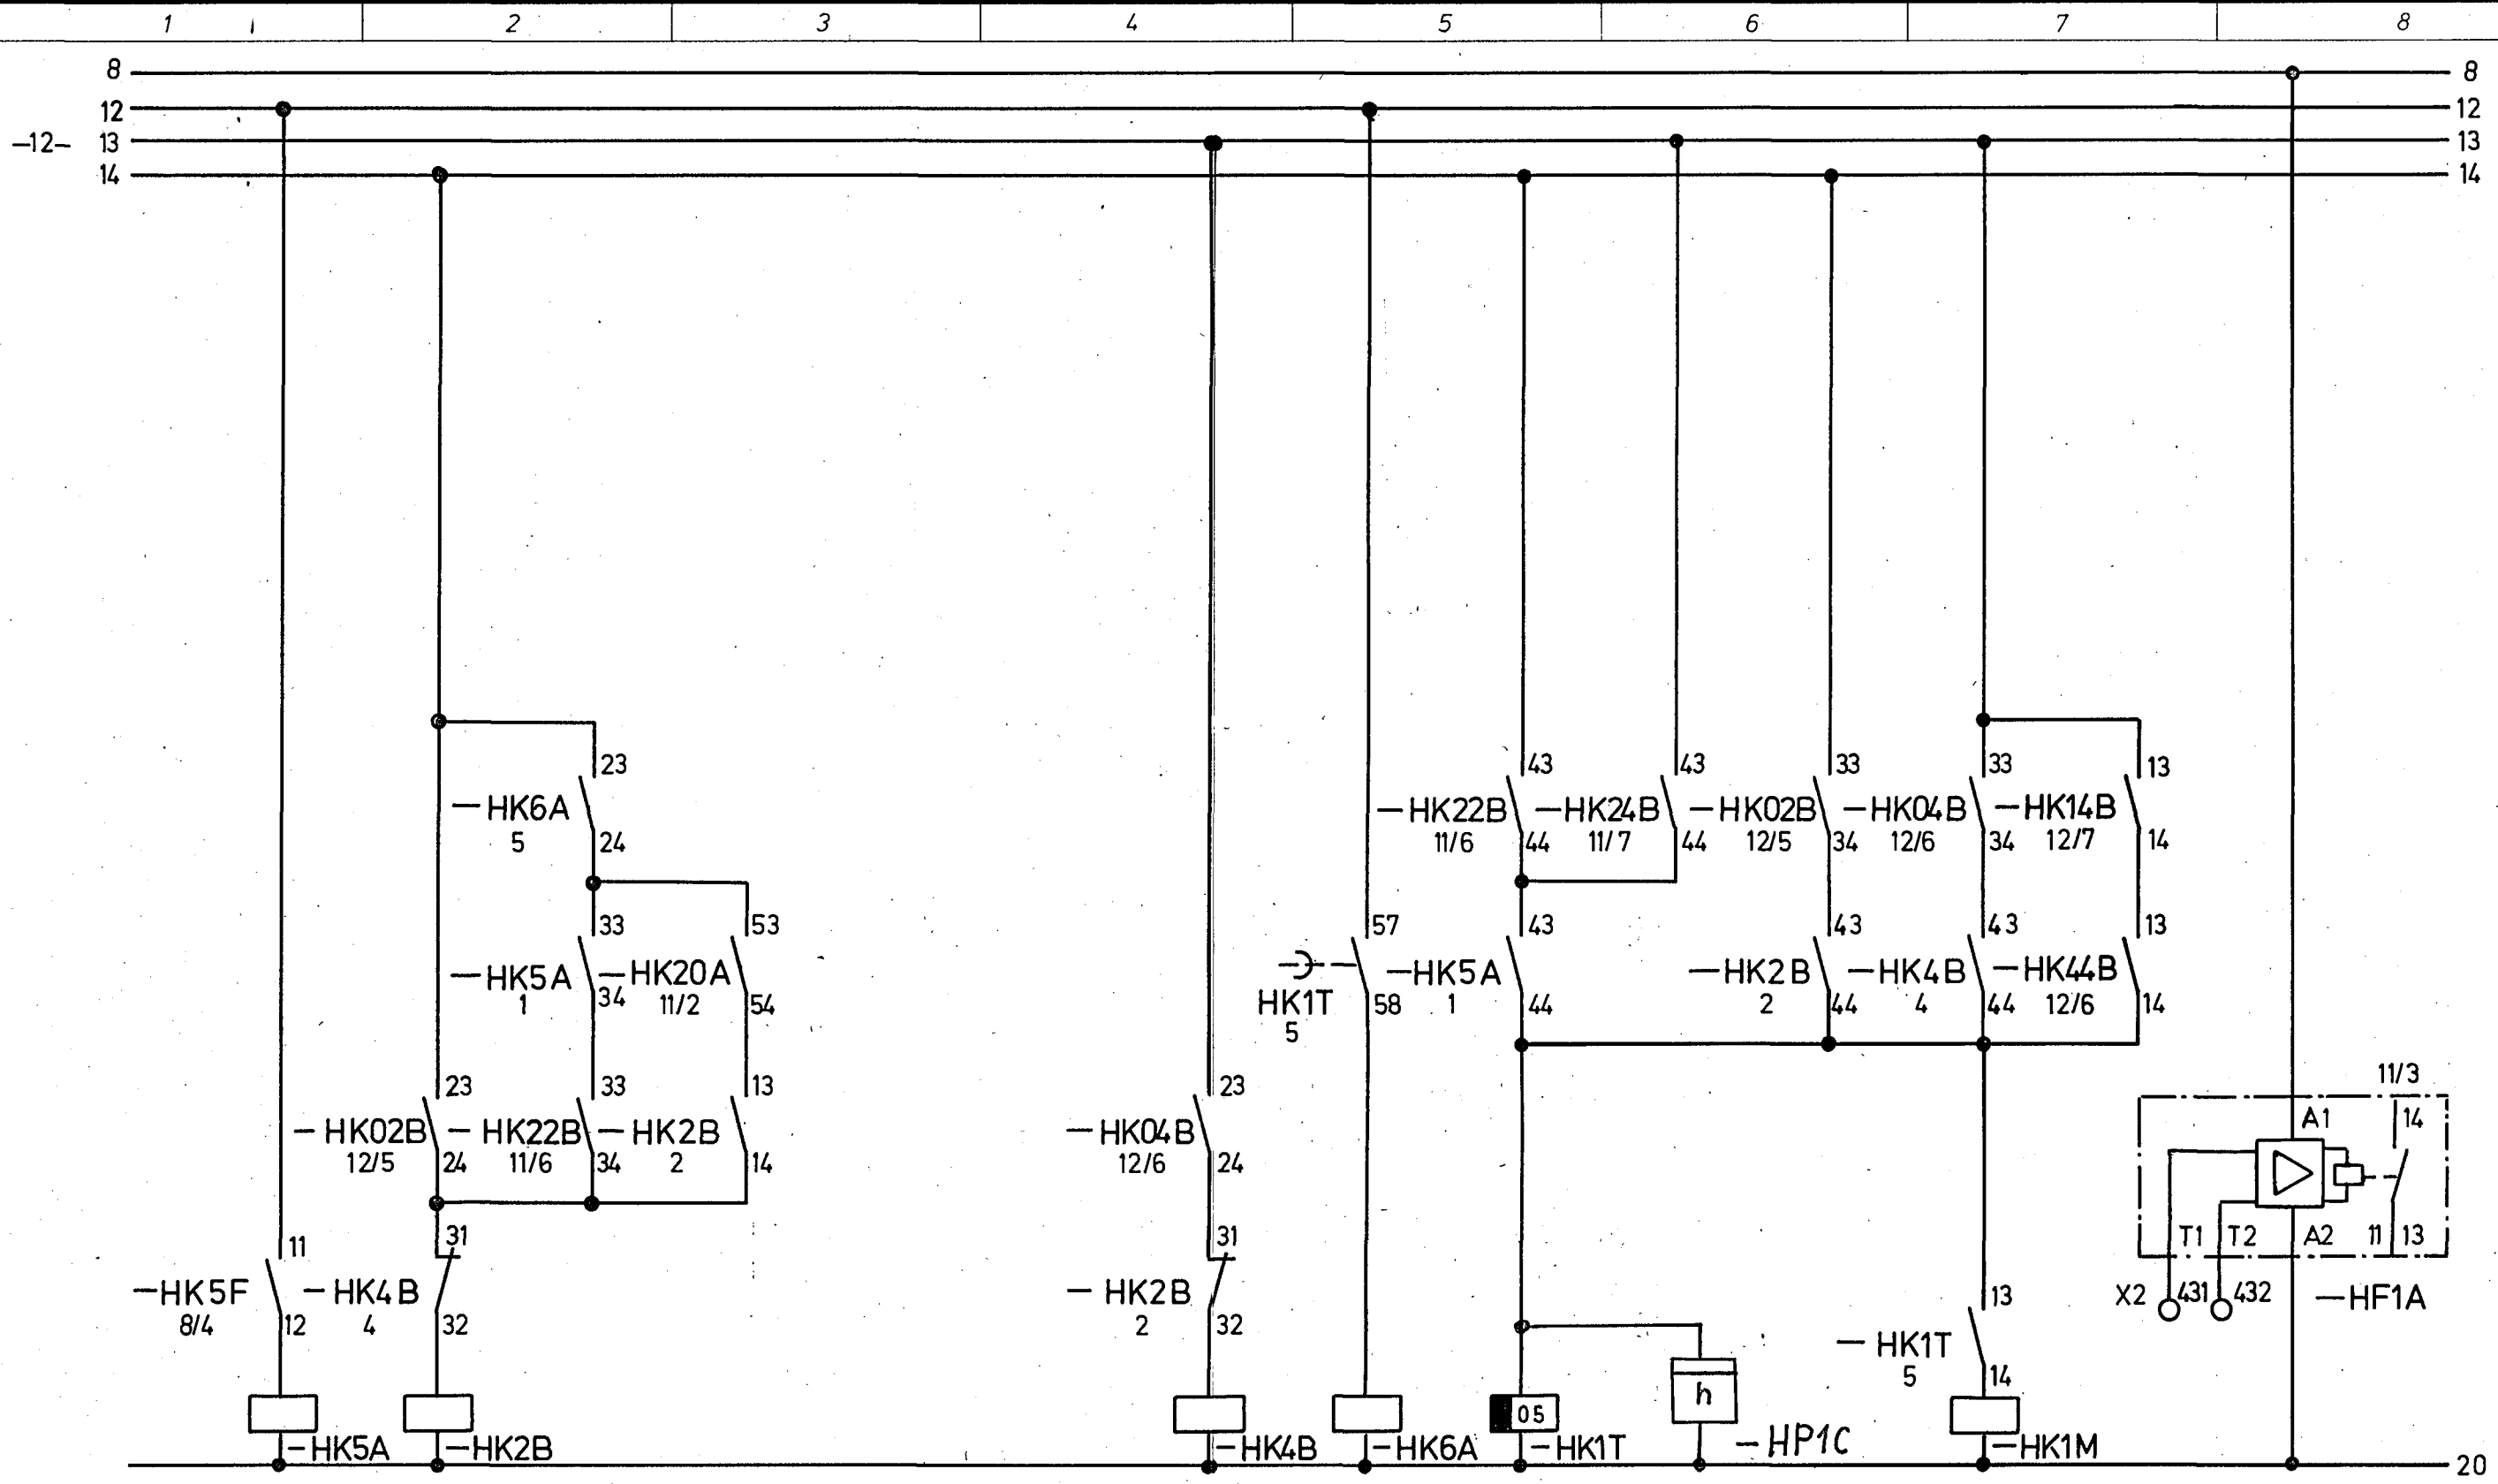 1 2 3 4 5 6 7 8
8 8
12 12
-12- 13 13
14 14
23
-HK6A
5 24
43 43 33 33 13
-HK22B -HK24B -HK02B -HK04B -HK14B
11/6 44 11/7 44 12/5 34 12/6 34 12/7 14
33 53 57 43 43 43 13
-HK5A -HK20A HK1T -HK5A -HK2B -HK4B -HK44B
1 34 11/2 54 5 58 1 44 2 44 4 44 12/6 14
11/3
23 33 13 23 A1 14
-HK02B -HK22B -HK2B -HK04B
12/5 24 11/6 34 2 14 12/6 24
11 31 31 T1 T2 A2 11 13
-HK5F -HK4B -HK2B 13 X2 431 432 -HF1A
8/4 12 4 32 2 32 -HK1T
5 14
h
05
-HK5A -HK2B -HK4B -HK6A -HK1T -HP1C -HK1M
20